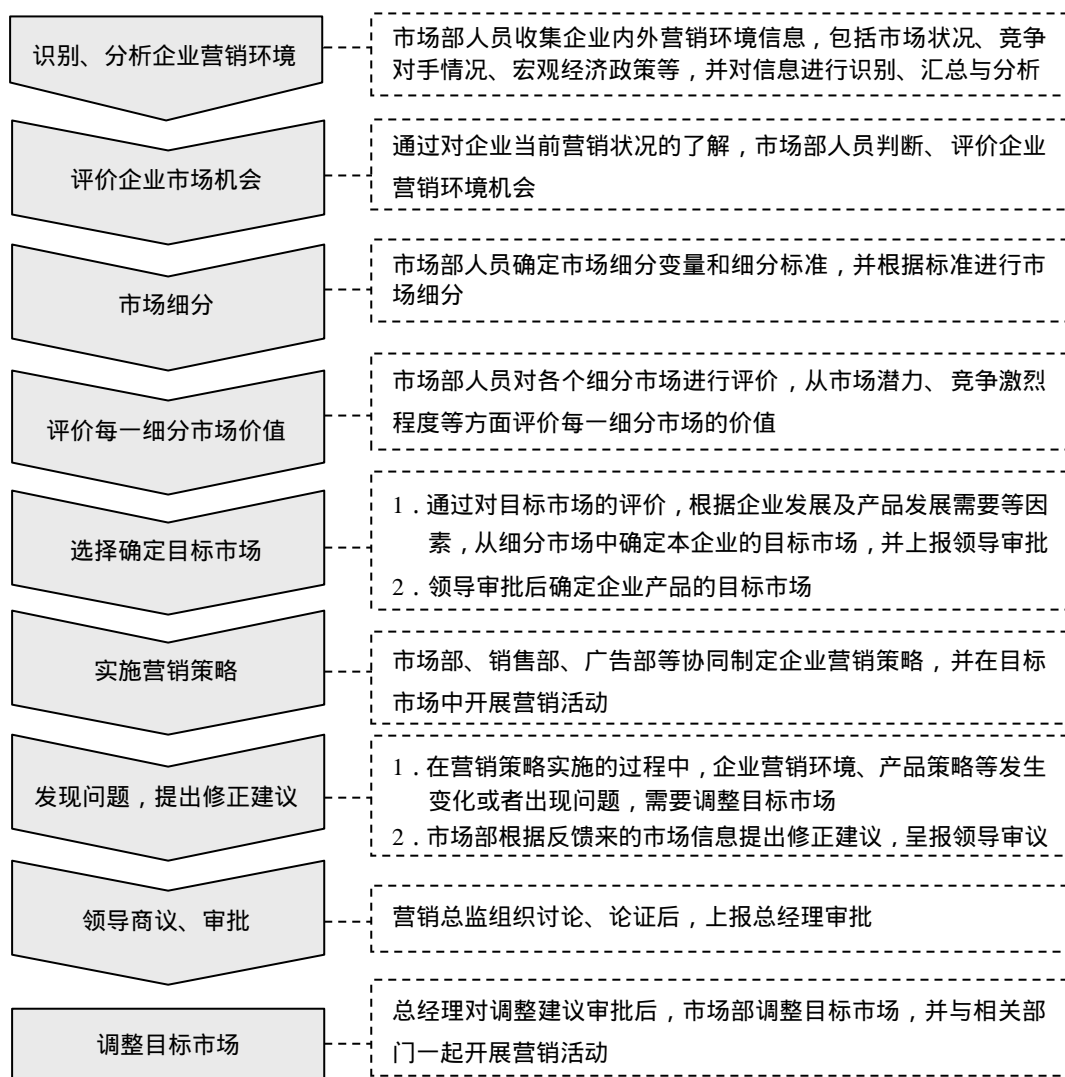 识别、分析企业营销环境
市场部人员收集企业内外营销环境信息，包括市场状况、竞争
对手情况、宏观经济政策等，并对信息进行识别、汇总与分析
评价企业市场机会
通过对企业当前营销状况的了解，市场部人员判断、评价企业
营销环境机会
市场细分
市场部人员确定市场细分变量和细分标准，并根据标准进行市
场细分
评价每一细分市场价值
市场部人员对各个细分市场进行评价，从市场潜力、竞争激烈
程度等方面评价每一细分市场的价值
选择确定目标市场
1．通过对目标市场的评价，根据企业发展及产品发展需要等因
素，从细分市场中确定本企业的目标市场，并上报领导审批
2．领导审批后确定企业产品的目标市场
实施营销策略
市场部、销售部、广告部等协同制定企业营销策略，并在目标
市场中开展营销活动
发现问题，提出修正建议
1．在营销策略实施的过程中，企业营销环境、产品策略等发生
变化或者出现问题，需要调整目标市场
2．市场部根据反馈来的市场信息提出修正建议，呈报领导审议
领导商议、审批
营销总监组织讨论、论证后，上报总经理审批
调整目标市场
总经理对调整建议审批后，市场部调整目标市场，并与相关部
门一起开展营销活动